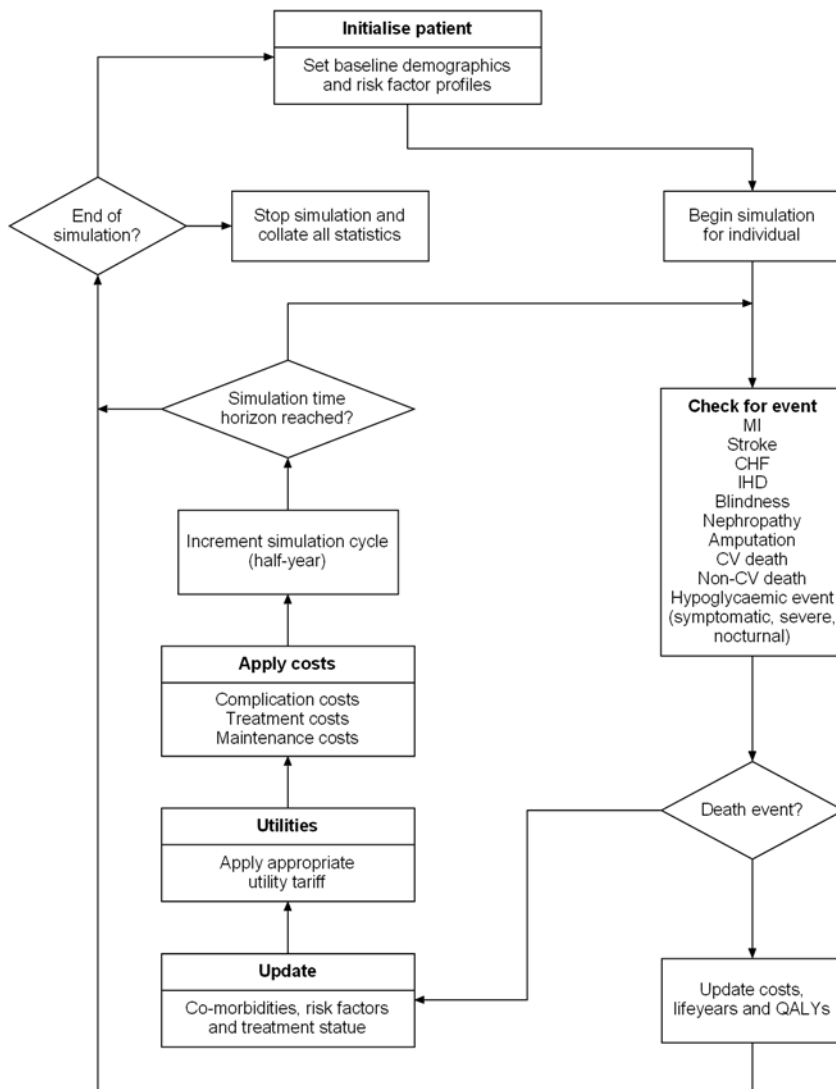 Initialise patient
Set baseline demographics
and risk factor profiles
End of
simulation?
Stop simulation and
collate all statistics
Begin simulation
for individual
Simulation time
horizon reached?
Check for event
MI
Stroke
CHF
IHD
Blindness
Nephropathy
Amputation
CV death
Non-CV death
Hypoglycaemic event
(symptomatic, severe,
nocturnal)
Increment simulation cycle
(half-year)
Apply costs
Complication costs
Treatment costs
Maintenance costs
Death event?
Utilities
Apply appropriate
utility tariff
Update
Co-morbidities, risk factors
and treatment statue
Update costs,
lifeyears and QALYs